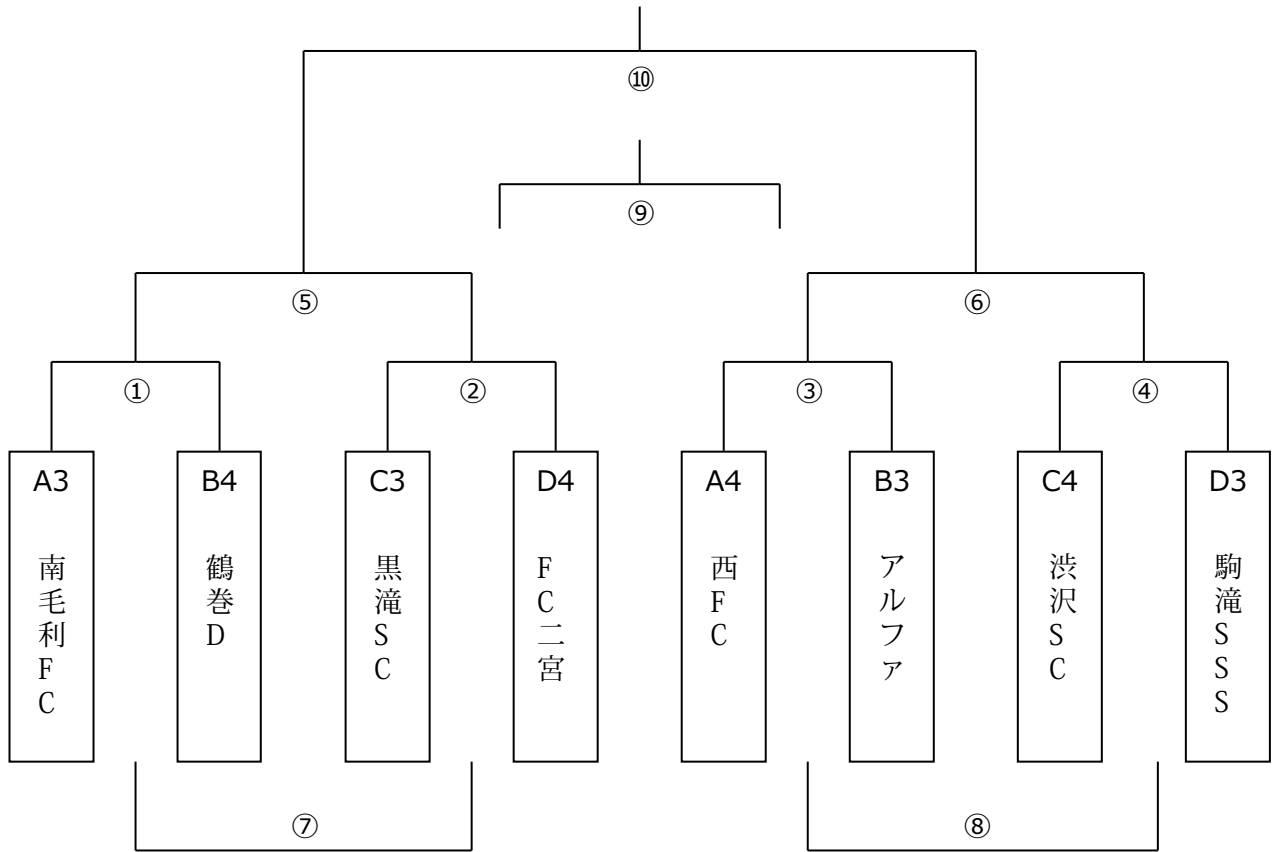 ⑩
⑨
⑤
⑥
①
②
③
④
A3
B4
C3
D4
A4
B3
C4
D3
南毛利FC
鶴巻D
黒滝SC
FC二宮
西FC
アルファ
渋沢SC
駒滝SSS
⑦
⑧